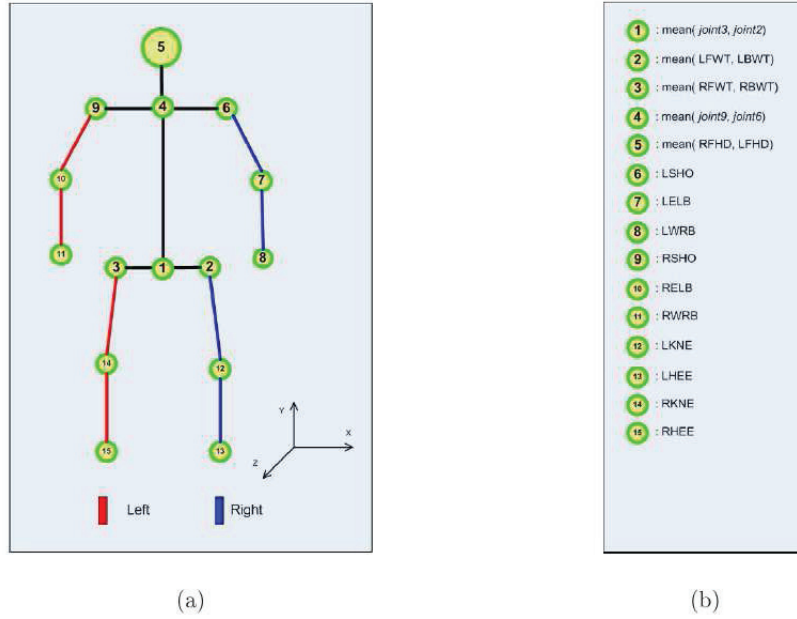 5
9 4 6
10 7
11 8
3 1 2
14 12
15 13
Y
X
Z
Left Right
(a)
1 : mean( joint3, joint2)
2 : mean( LFWT, LBWT)
3 : mean( RFWT, RBWT)
4 : mean( joint9, joint6)
5 : mean( RFHD, LFHD)
6 : LSHO
7 : LELB
8 : LWRB
9 : RSHO
10 : RELB
11 : RWRB
12 : LKNE
13 : LHEE
14 : RKNE
15 : RHEE
(b)